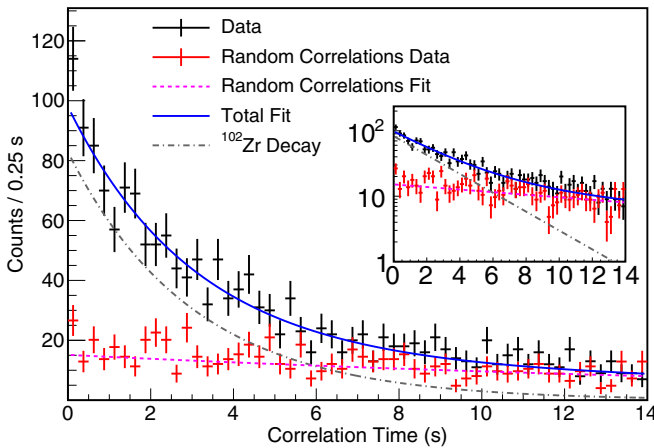 Data
Random Correlations Data
Random Correlations Fit
Total Fit
¹⁰²Zr Decay
Counts / 0.25 s
120
100
80
60
40
20
0 2 4 6 8 10 12 14
Correlation Time (s)
10²
10
1
0 2 4 6 8 10 12 14